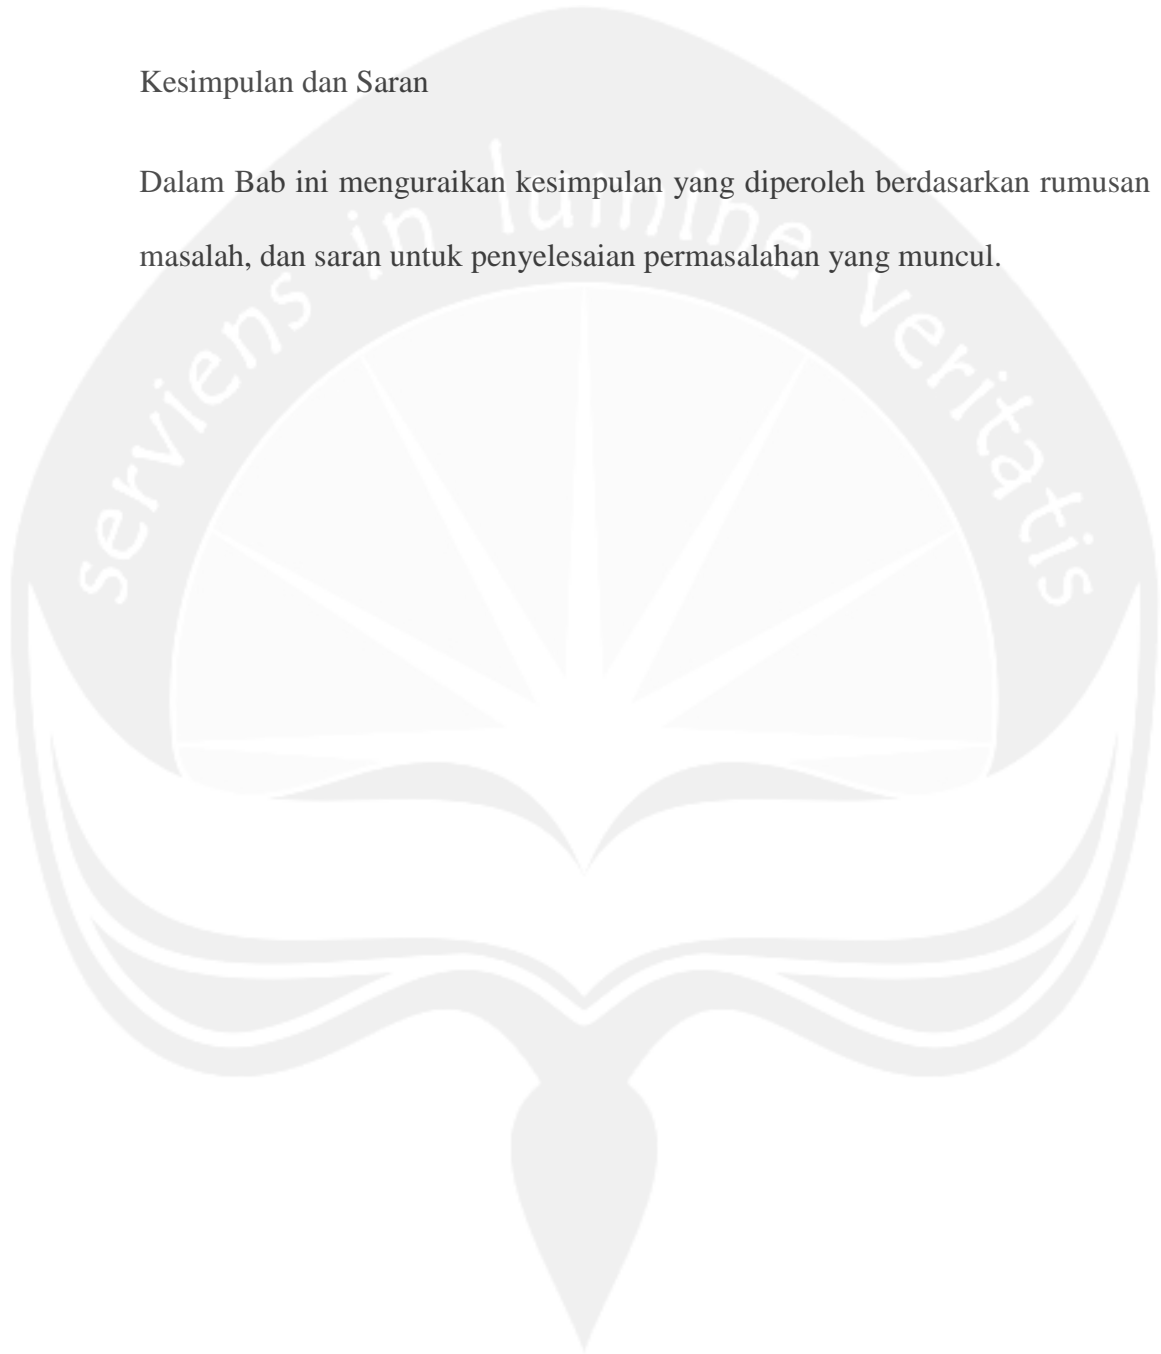 Kesimpulan dan Saran
Dalam Bab ini menguraikan kesimpulan yang diperoleh berdasarkan rumusan
masalah, dan saran untuk penyelesaian permasalahan yang muncul.
serviens in lumine veritatis